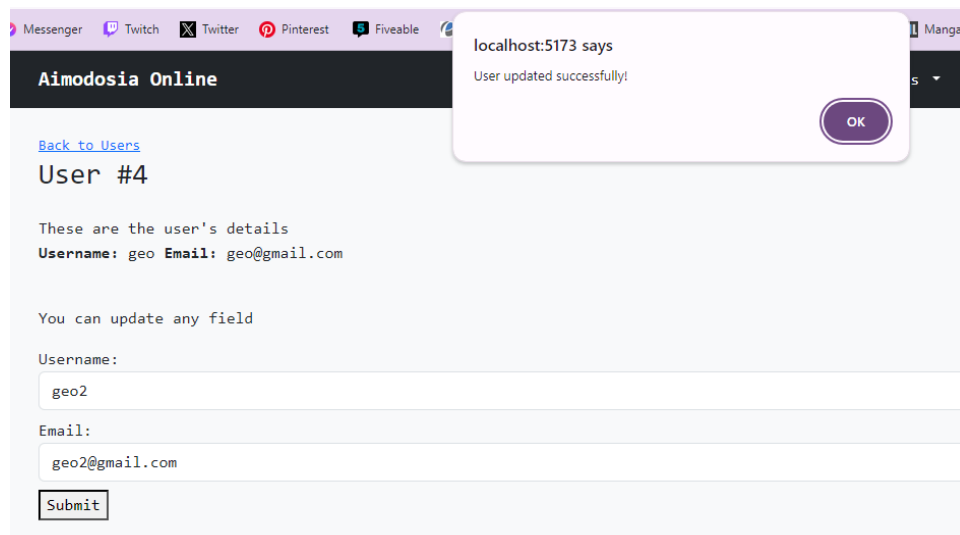 Messenger Twitch Twitter Pinterest Fiveable Manga
localhost:5173 says
User updated successfully!
OK
Aimodosia Online
Back to Users
User #4
These are the user's details
Username: geo Email: geo@gmail.com
You can update any field
Username:
geo2
Email:
geo2@gmail.com
Submit